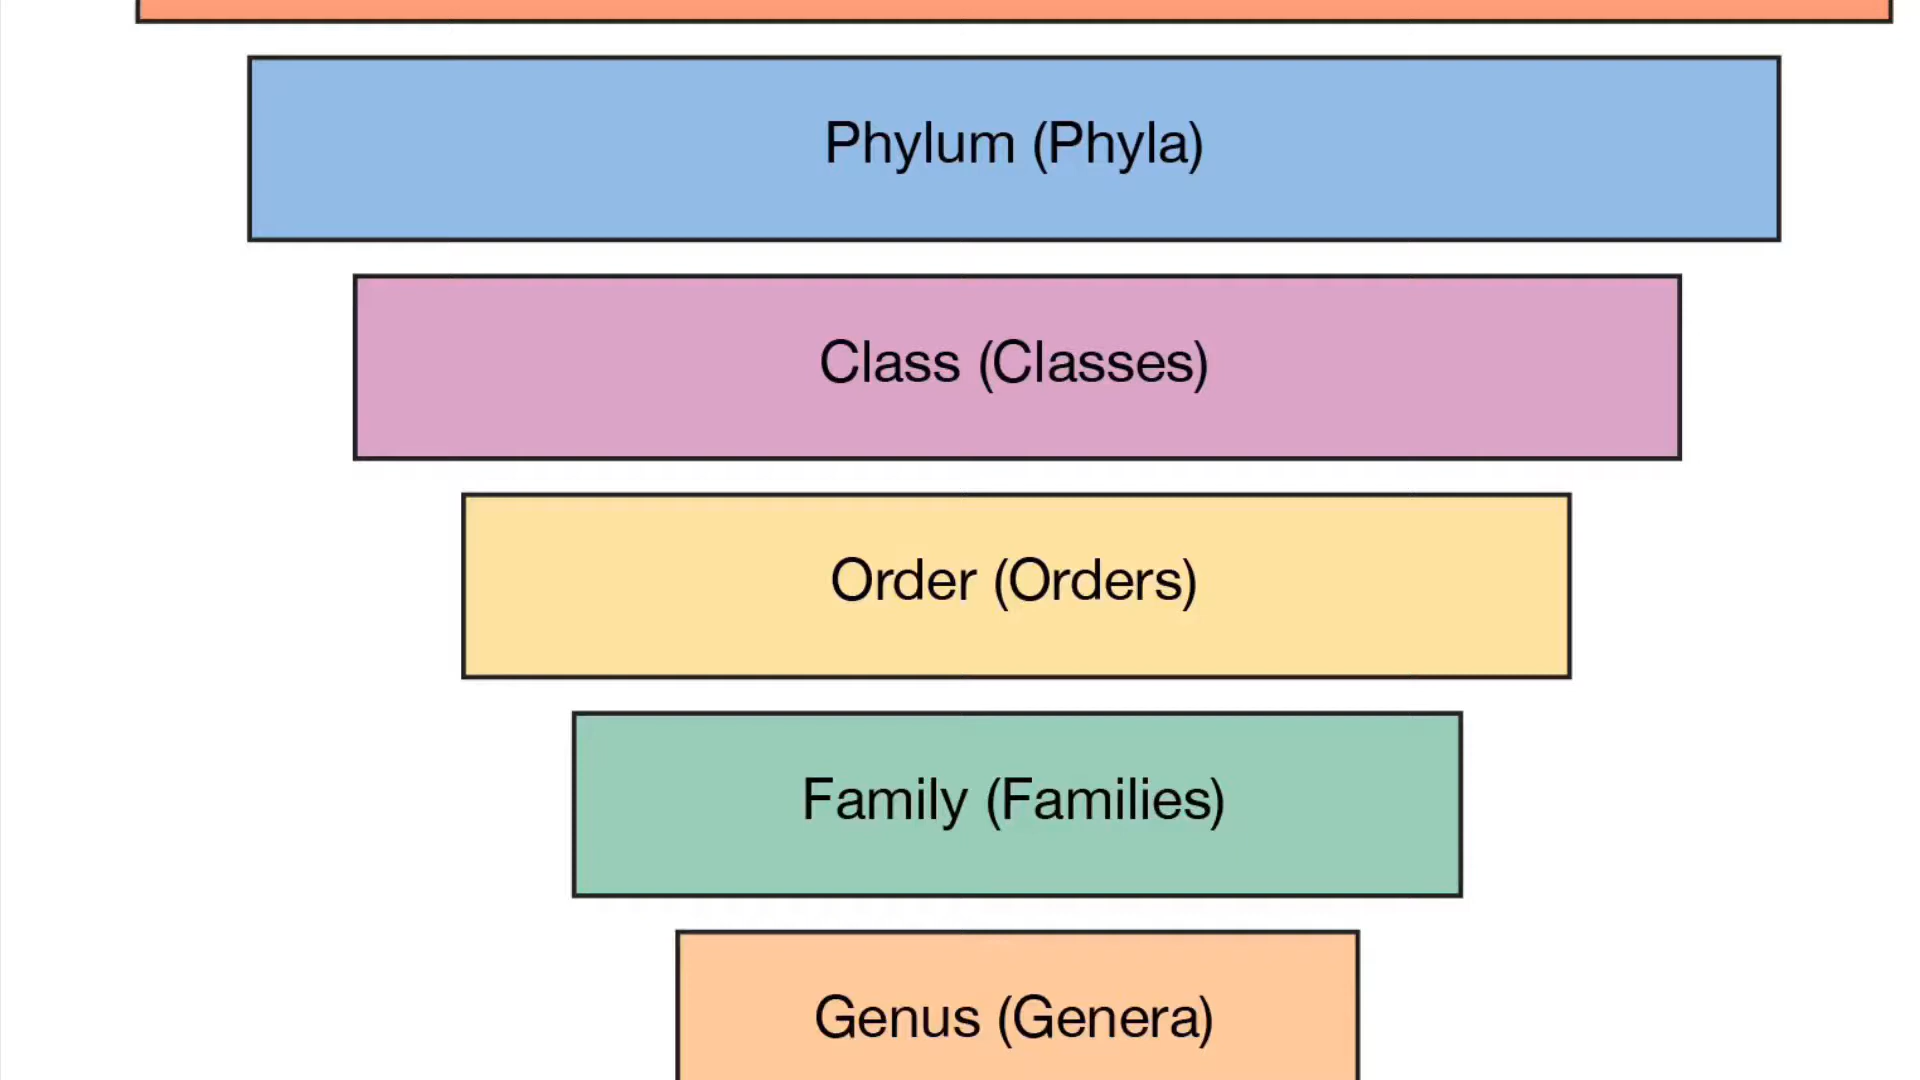 Phylum (Phyla)
Class (Classes)
Order (Orders)
Family (Families)
Genus (Genera)